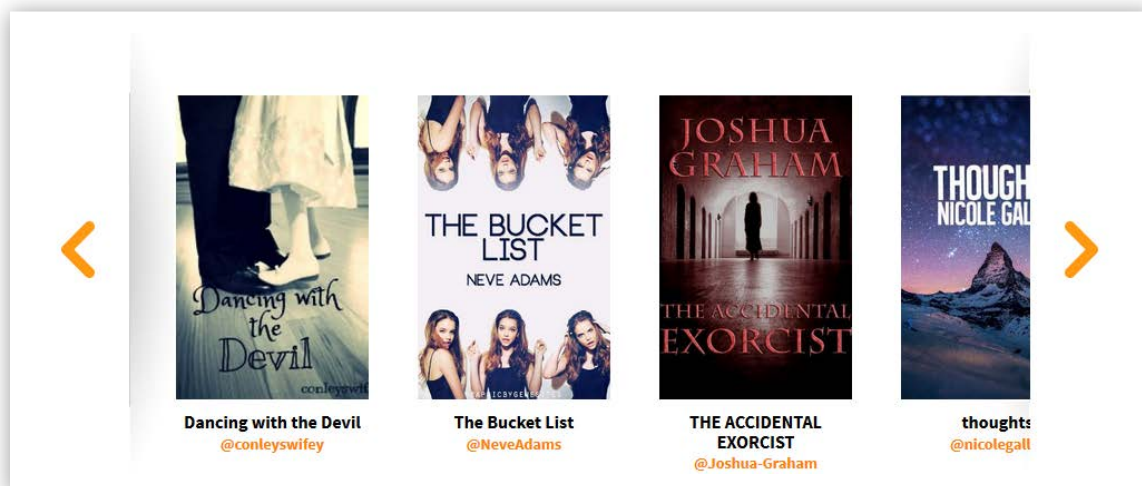 Dancing with
the
Devil
conleyswif
THE BUCKET
LIST
NEVE ADAMS
JOSHUA
GRAHAM
THE ACCIDENTAL
EXORCIST
THOUGH
NICOLE GAL
Dancing with the Devil
@conleyswifey
The Bucket List
@NeveAdams
THE ACCIDENTAL
EXORCIST
@Joshua-Graham
thoughts
@nicolegall